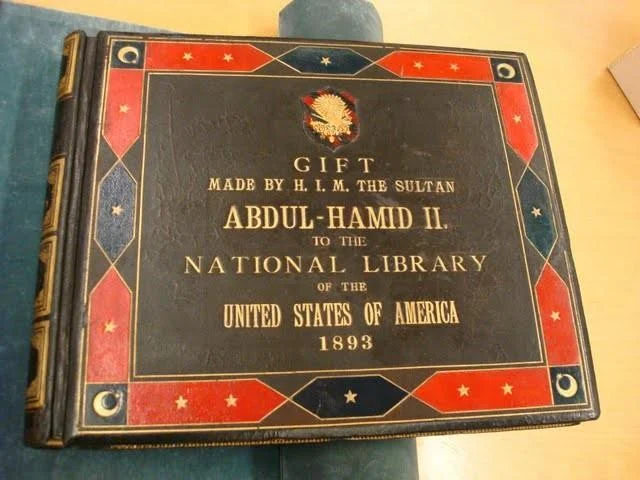 GIFT
MADE BY H. I. M. THE SULTAN
ABDUL-HAMID II.
TO THE
NATIONAL LIBRARY
OF THE
UNITED STATES OF AMERICA
1893